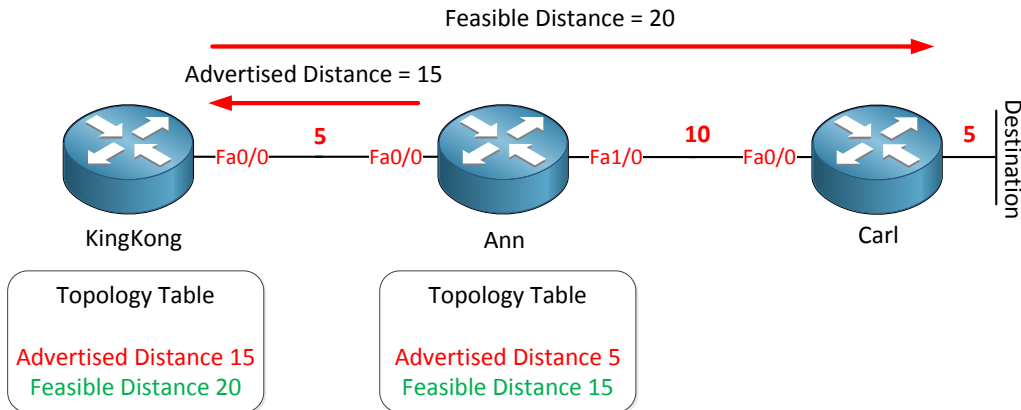 Feasible Distance = 20
Advertised Distance = 15
Fa0/0 5 Fa0/0 Fa1/0 10 Fa0/0 5
Destination
KingKong Ann Carl
Topology Table
Advertised Distance 15
Feasible Distance 20
Topology Table
Advertised Distance 5
Feasible Distance 15